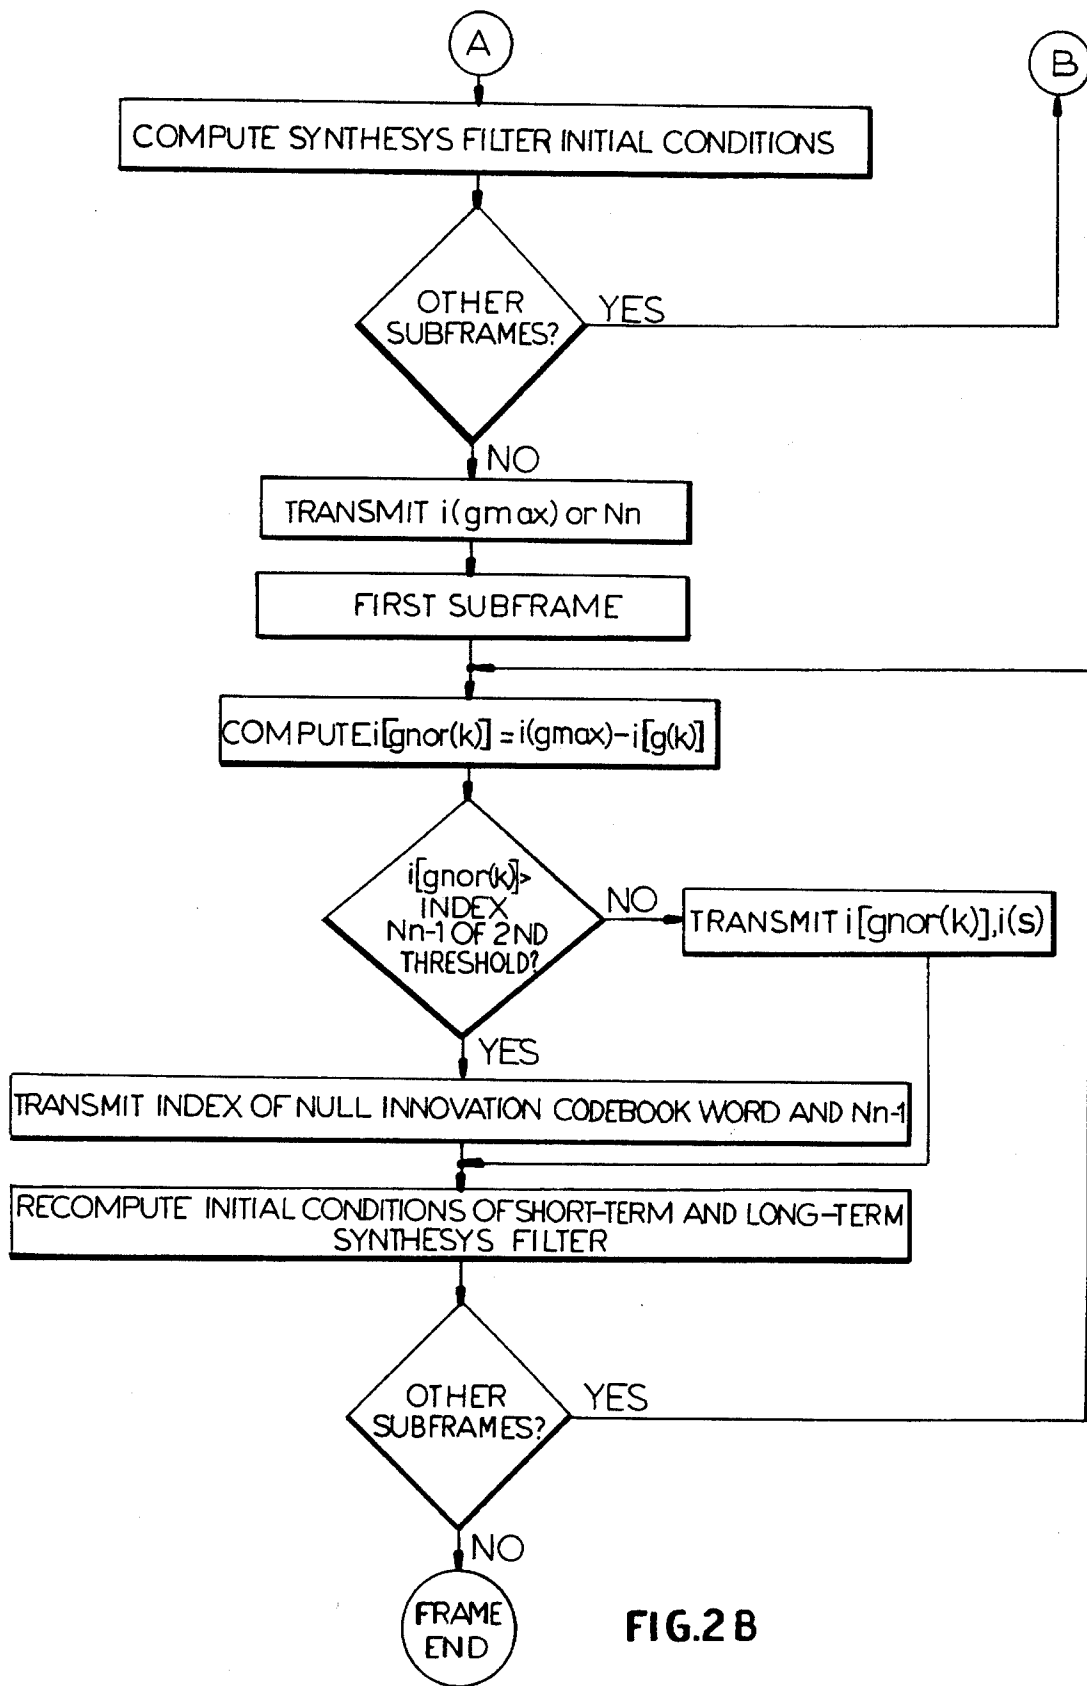 A
B
COMPUTE SYNTHESYS FILTER INITIAL CONDITIONS
OTHER
SUBFRAMES?
YES
NO
TRANSMIT i(gmax) or Nn
FIRST SUBFRAME
COMPUTE i[gnor(k)] = i(gmax)-i[g(k)]
i[gnor(k)]>
INDEX
Nn-1 OF 2ND
THRESHOLD?
NO
TRANSMIT i[gnor(k)],i(s)
YES
TRANSMIT INDEX OF NULL INNOVATION CODEBOOK WORD AND Nn-1
RECOMPUTE INITIAL CONDITIONS OF SHORT-TERM AND LONG-TERM
SYNTHESYS FILTER
OTHER
SUBFRAMES?
YES
NO
FRAME
END
FIG.2B